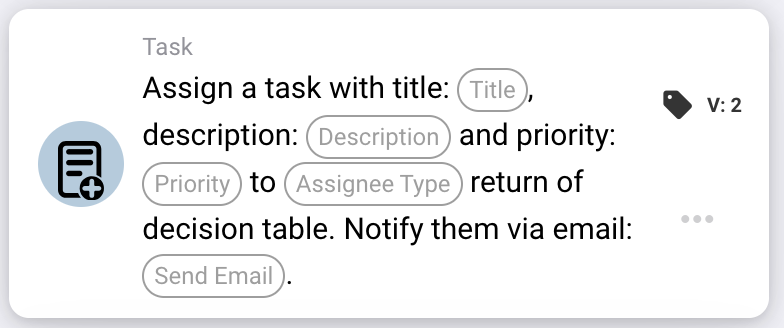 Task
Assign a task with title: Title,
description: Description and priority:
Priority to Assignee Type return of
decision table. Notify them via email:
Send Email.
V: 2